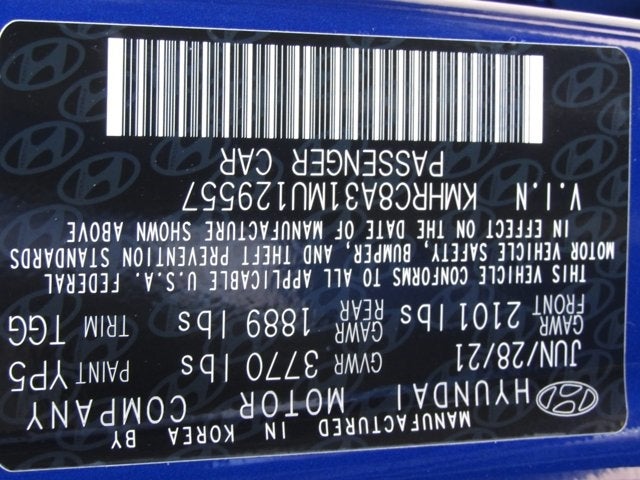 MANUFACTURED IN KOREA BY
HYUNDAI MOTOR COMPANY
JUN/28/21 GVWR 3770 lbs PAINT YP5
GAWR FRONT 2101 lbs GAWR REAR 1889 lbs TRIM TGG
THIS VEHICLE CONFORMS TO ALL APPLICABLE U.S.A. FEDERAL
MOTOR VEHICLE SAFETY, BUMPER, AND THEFT PREVENTION STANDARDS
IN EFFECT ON THE DATE OF MANUFACTURE SHOWN ABOVE
V.I.N KMHRC8A31MU129557
PASSENGER CAR